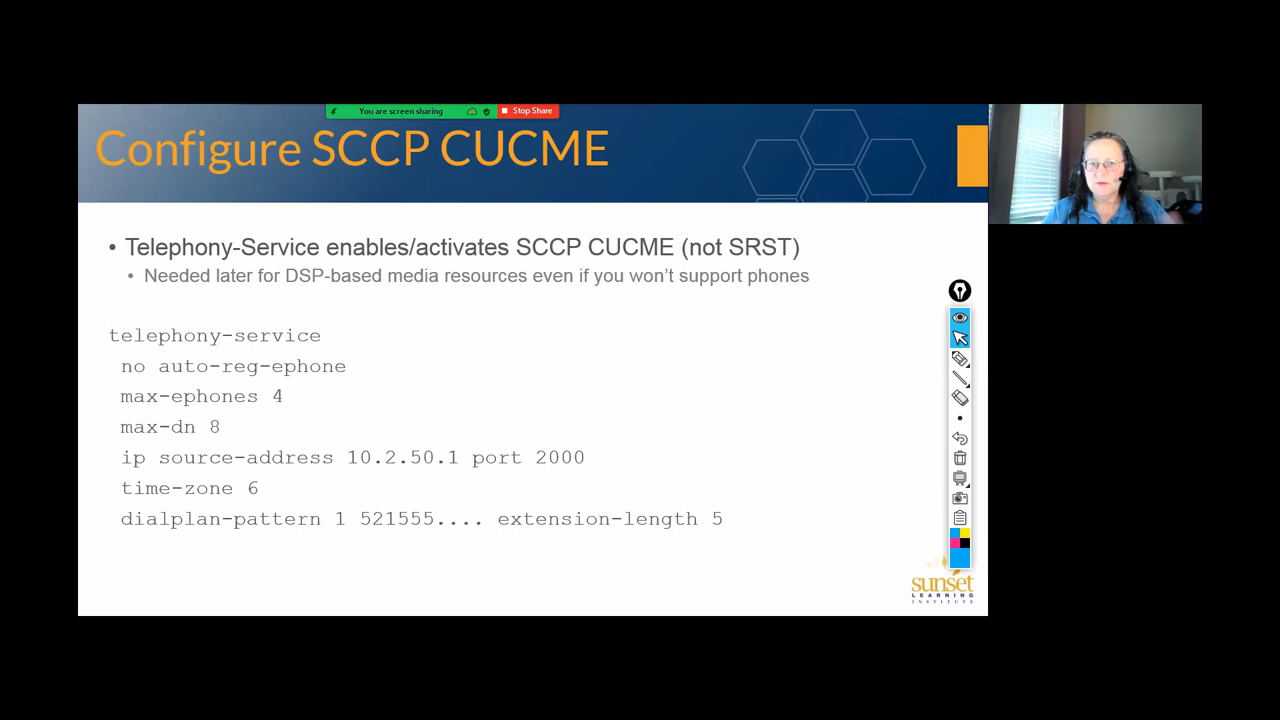 You are screen sharing
Stop Share
Configure SCCP CUCME
• Telephony-Service enables/activates SCCP CUCME (not SRST)
• Needed later for DSP-based media resources even if you won't support phones
telephony-service
no auto-reg-ephone
max-ephones 4
max-dn 8
ip source-address 10.2.50.1 port 2000
time-zone 6
dialplan-pattern 1 521555.... extension-length 5
sunset
LEARNING
INSTITUTE